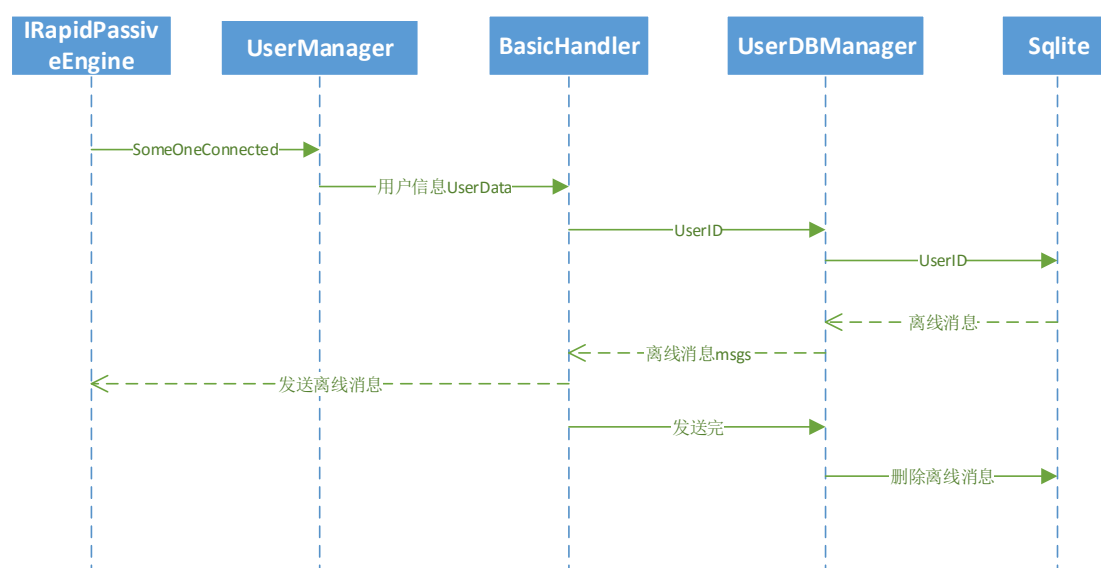 IRapidPassiv
eEngine
UserManager
BasicHandler
UserDBManager
Sqlite
SomeOneConnected
用户信息UserData
UserID
UserID
离线消息
离线消息msgs
发送离线消息
发送完
删除离线消息